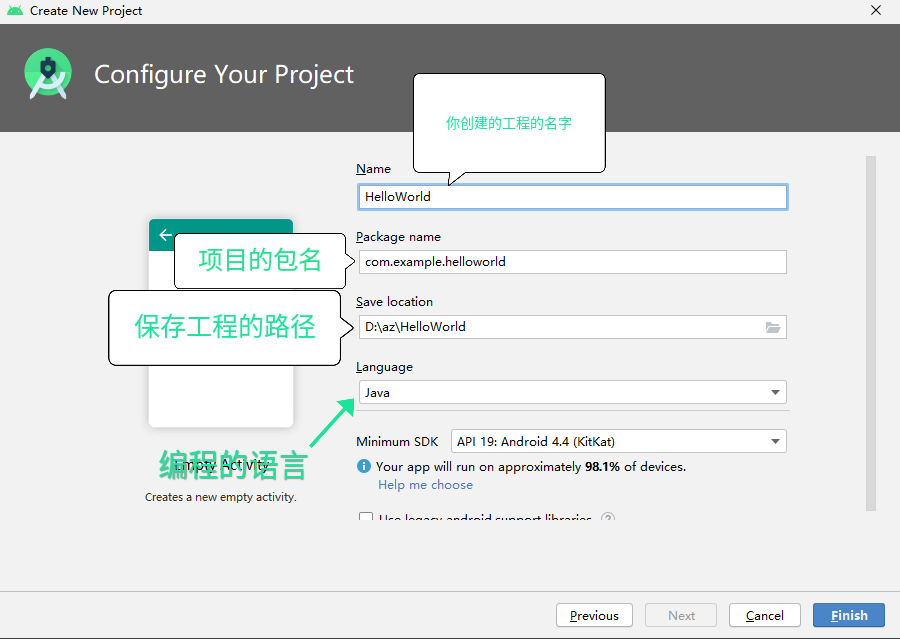 Create New Project
Configure Your Project
你创建的工程的名字
Name
HelloWorld
Package name
项目的包名
com.example.helloworld
Save location
保存工程的路径
D:\az\HelloWorld
Language
Java
Minimum SDK API 19: Android 4.4 (KitKat)
编程的语言
Empty Activity
Your app will run on approximately 98.1% of devices.
Help me choose
Creates a new empty activity.
Use legacy android.support libraries
Previous Next Cancel Finish